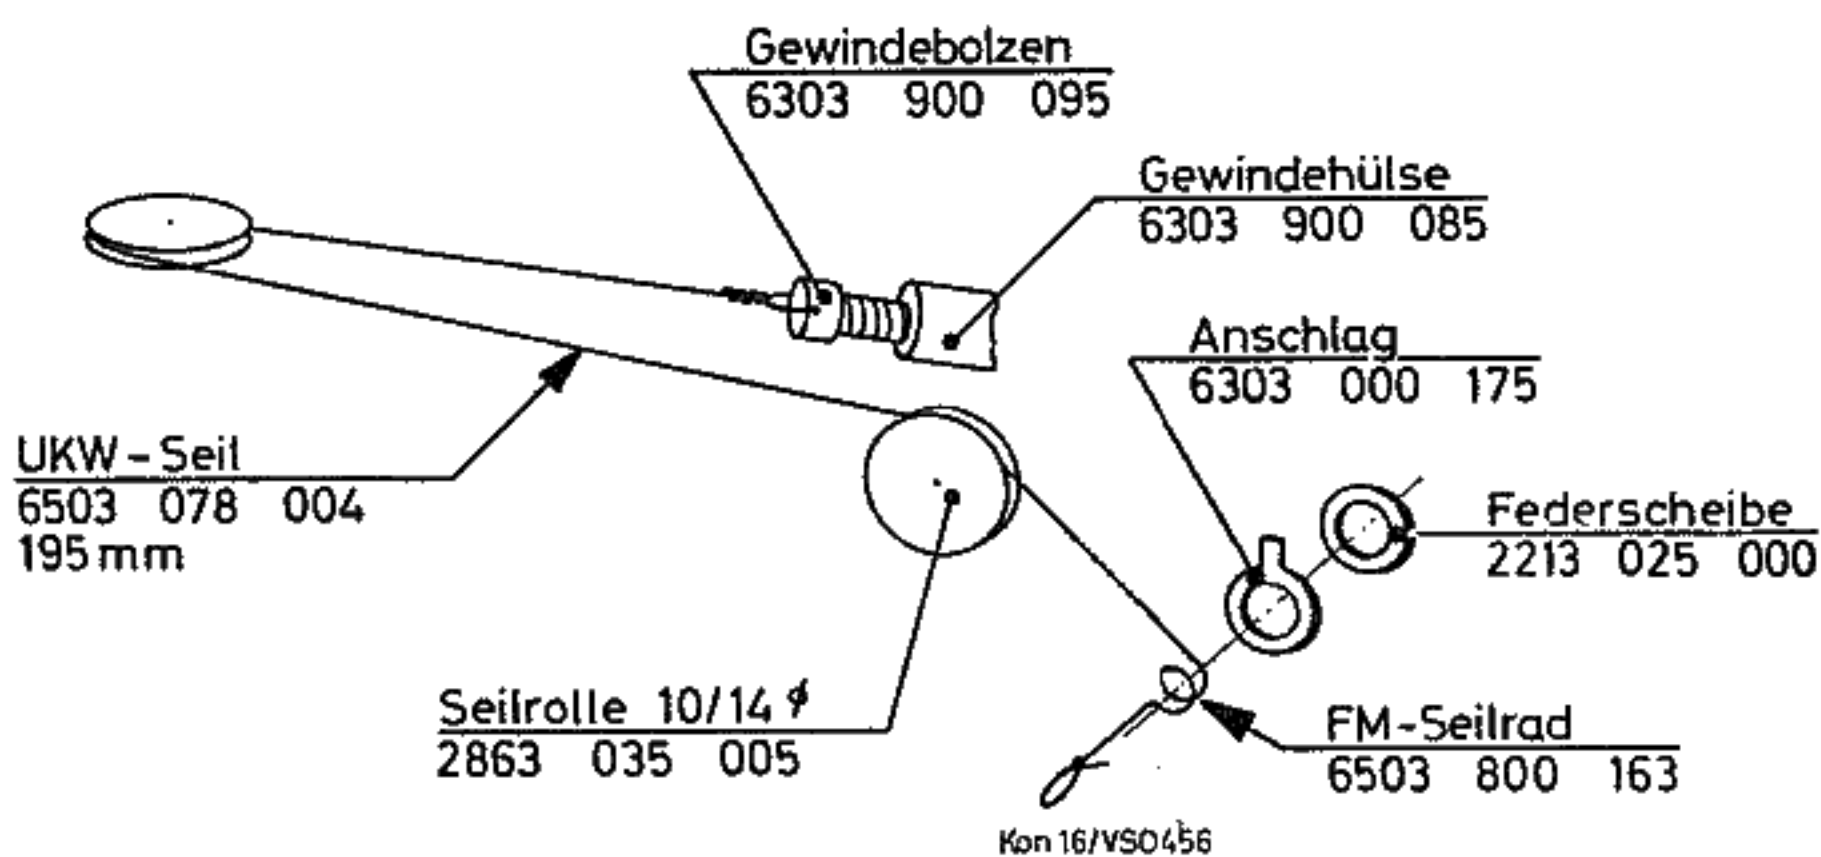 Gewindebolzen
6303 900 095
Gewindehülse
6303 900 085
Anschlag
6303 000 175
UKW-Seil
6503 078 004
195 mm
Federscheibe
2213 025 000
Seilrolle 10/14 ϕ
2863 035 005
FM-Seilrad
6503 800 163
Kon 16/VS0456